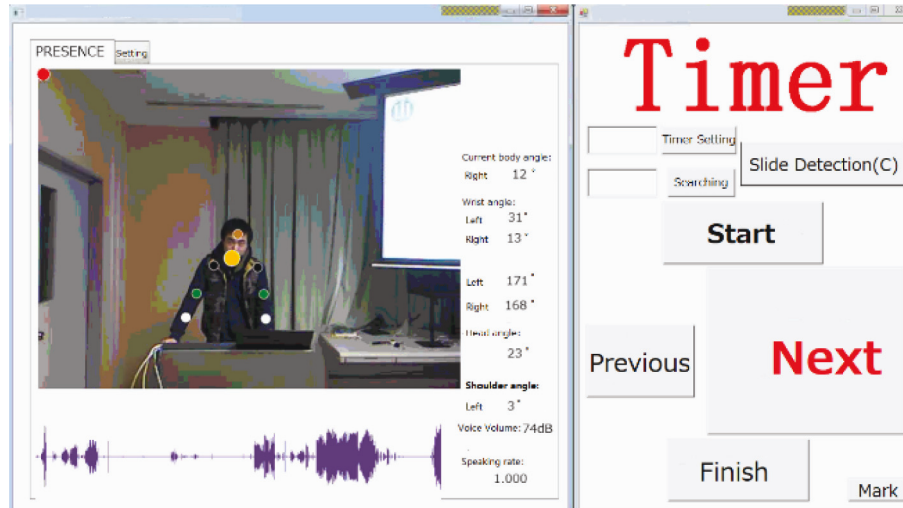 PRESENCE Setting
Current body angle:
Right 12 °
Wrist angle:
Left 31°
Right 13 °
Left 171°
Right 168 °
Head angle:
23 °
Shoulder angle:
Left 3°
Voice Volume: 74dB
Speaking rate:
1.000
Timer
Timer Setting
Slide Detection(C)
Searching
Start
Previous
Next
Finish
Mark